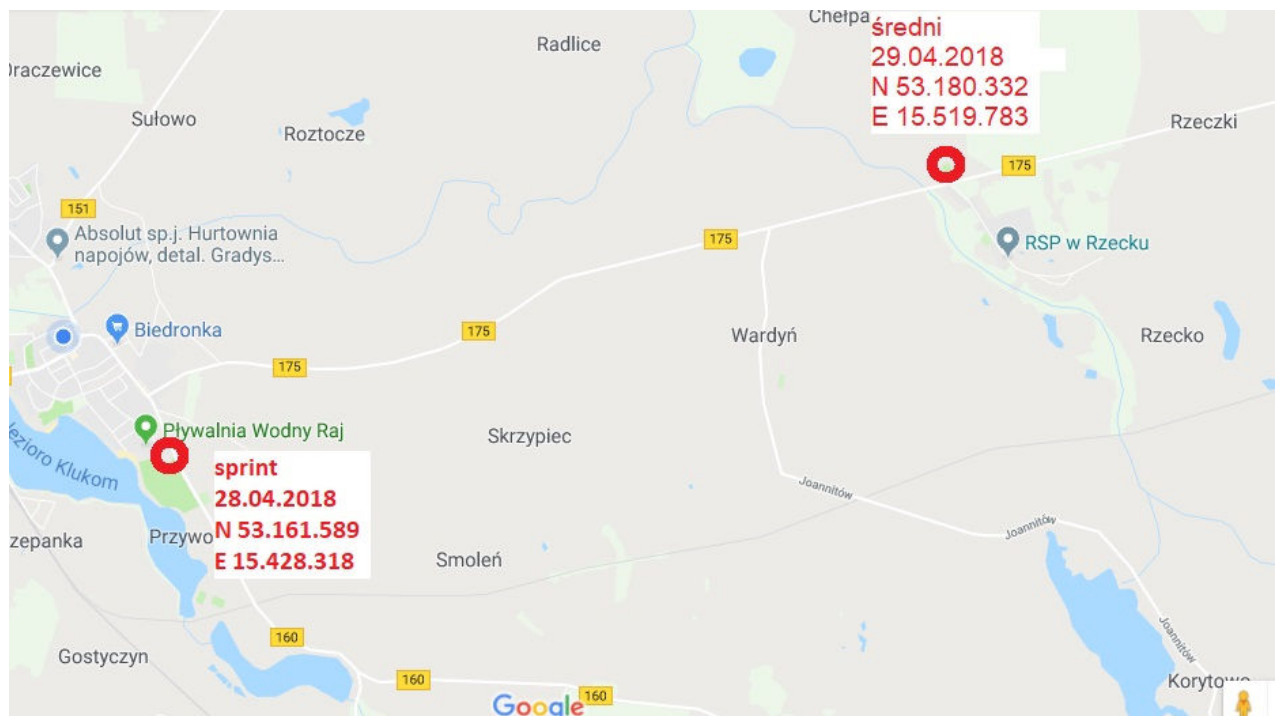 Chełpa
średni
29.04.2018
N 53.180.332
E 15.519.783
Radlice
Draczewice
Sułowo
Roztocze
Rzeczki
175
151
Absolut sp.j. Hurtownia
napojów, detal. Gradys...
175
RSP w Rzecku
Biedronka
175
Wardyń
Rzecko
175
Pływalnia Wodny Raj
Skrzypiec
Jezioro Klukom
sprint
28.04.2018
N 53.161.589
E 15.428.318
Joannitów
Joannitów
zepanka
Przywo
Smoleń
160
Joannitów
Gostyczyn
160
160
Korytowo
Google